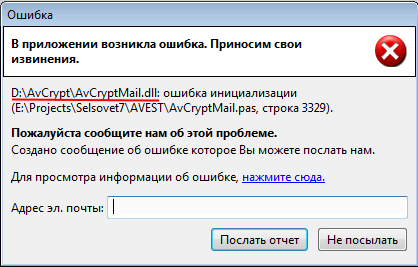 Ошибка
В приложении возникла ошибка. Приносим свои
извинения.
D:\AvCrypt\AvCryptMail.dll: ошибка инициализации
(E:\Projects\Selsovet7\AVEST\AvCryptMail.pas, строка 3329).
Пожалуйста сообщите нам об этой проблеме.
Создано сообщение об ошибке которое Вы можете послать нам.
Для просмотра информации об ошибке, нажмите сюда.
Адрес эл. почты:
Послать отчет Не посылать